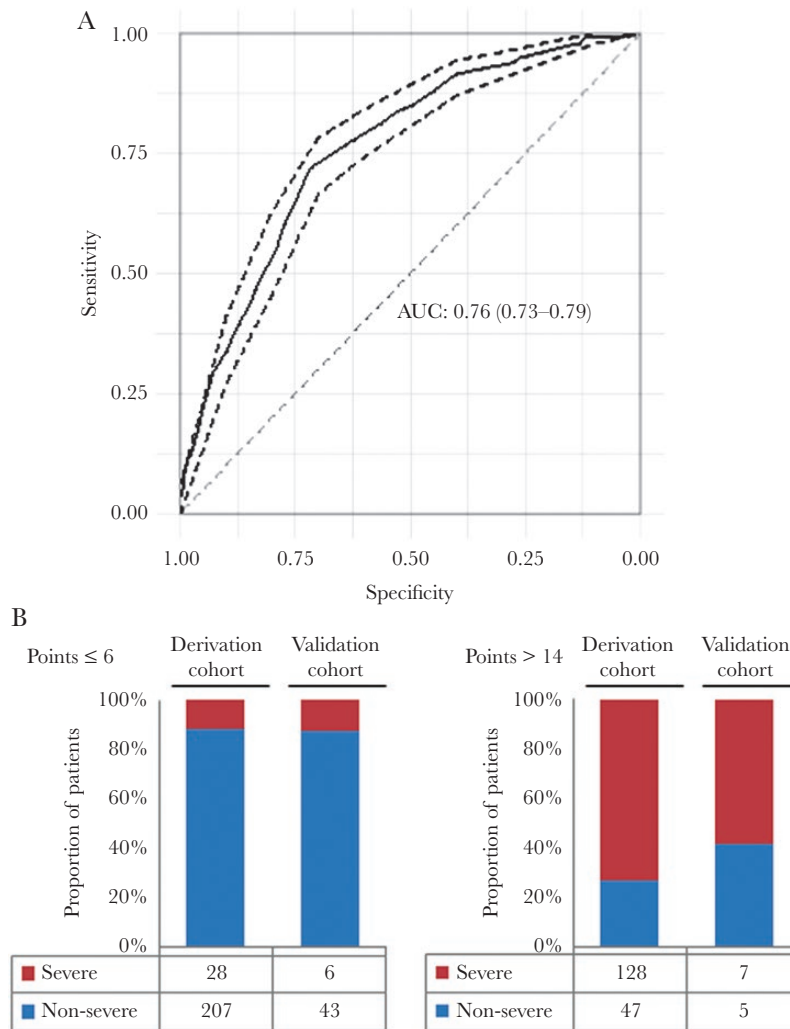 A
1.00
0.75
0.50
0.25
0.00
Sensitivity
AUC: 0.76 (0.73–0.79)
1.00 0.75 0.50 0.25 0.00
Specificity
B
Points ≤ 6
Derivation cohort
Validation cohort
100%
80%
60%
40%
20%
0%
Proportion of patients
Severe 28 6
Non-severe 207 43
Points > 14
Derivation cohort
Validation cohort
100%
80%
60%
40%
20%
0%
Proportion of patients
Severe 128 7
Non-severe 47 5